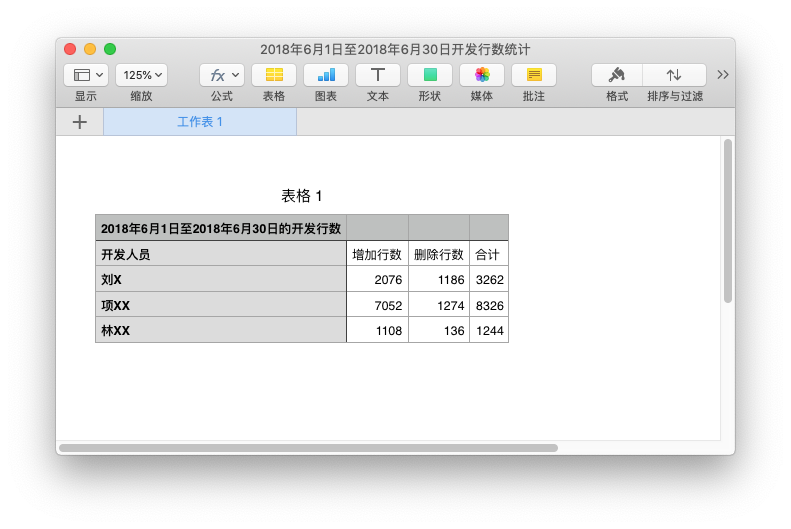 2018年6月1日至2018年6月30日开发行数统计
125%
显示 缩放 公式 表格 图表 文本 形状 媒体 批注 格式 排序与过滤
工作表 1
表格 1
2018年6月1日至2018年6月30日的开发行数
开发人员 增加行数 删除行数 合计
刘X 2076 1186 3262
项XX 7052 1274 8326
林XX 1108 136 1244